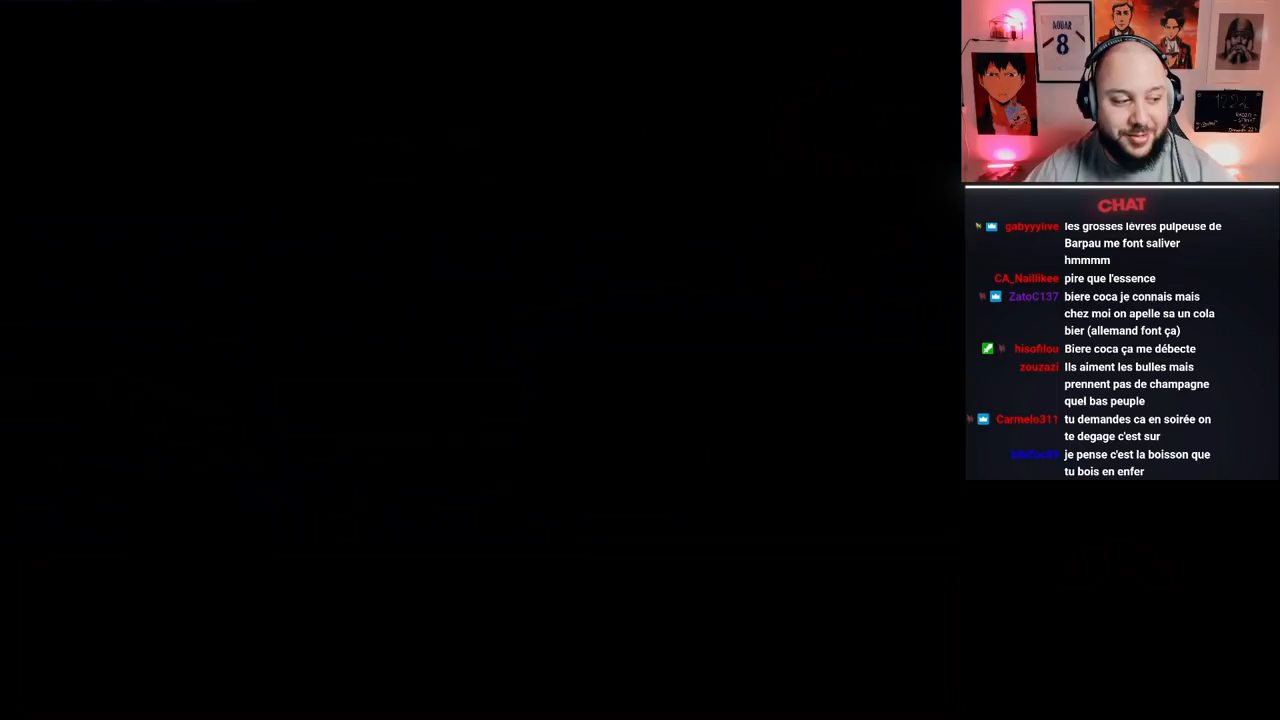 AOUAR
8
CHAT
gabyyylive les grosses lèvres pulpeuse de
Barpau me font saliver
hmmmm
CA_Naillikee pire que l'essence
ZatoC137 biere coca je connais mais
chez moi on apelle sa un cola
bier (allemand font ça)
hisofilou Biere coca ça me débecte
zouzazi Ils aiment les bulles mais
prennent pas de champagne
quel bas peuple
Carmelo311 tu demandes ca en soirée on
te degage c'est sur
je pense c'est la boisson que
tu bois en enfer